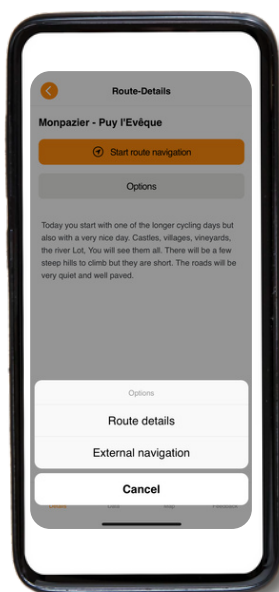 Route-Details
Monpazier - Puy l'Evêque
Start route navigation
Options
Today you start with one of the longer cycling days but
also with a very nice day. Castles, villages, vineyards,
the river Lot, You will see them all. There will be a few
steep hills to climb but they are short. The roads will be
very quiet and well paved.
Options
Route details
External navigation
Cancel